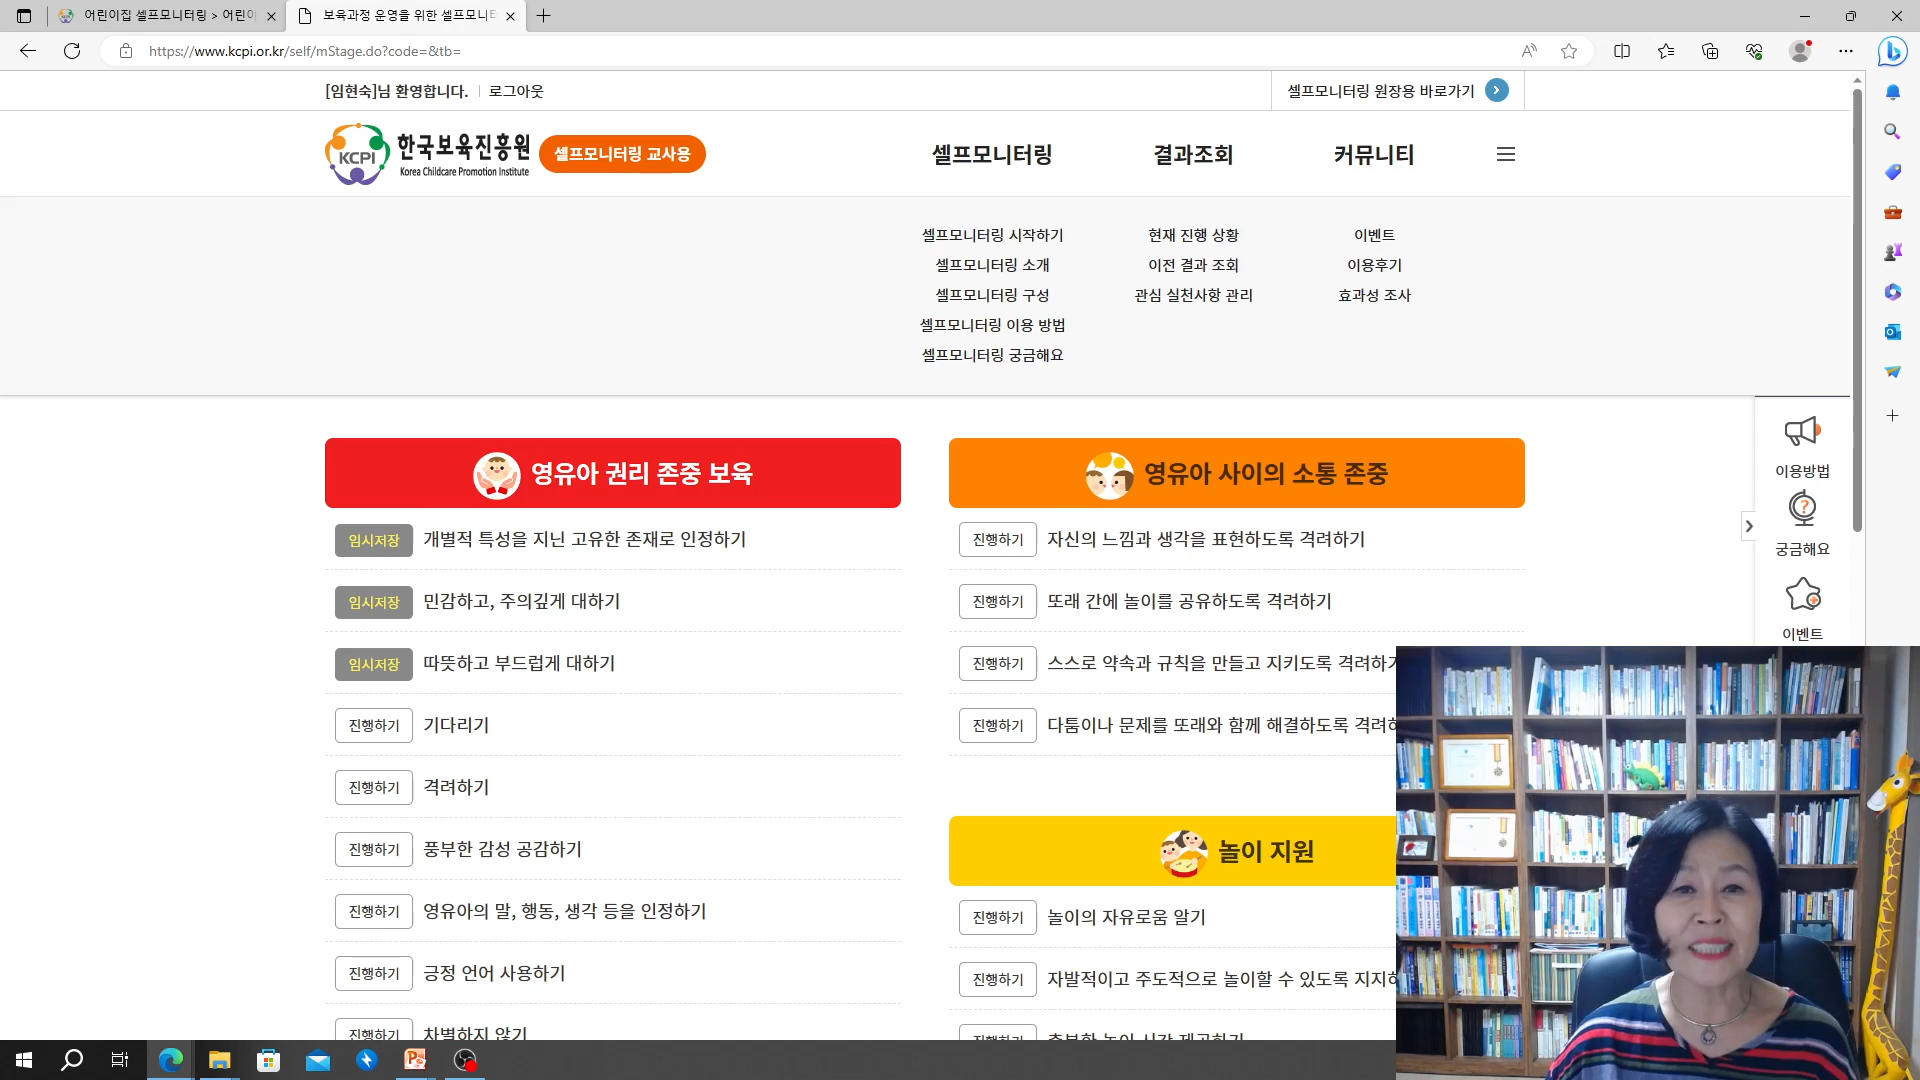 어린이집 셀프모니터링 > 어린이
보육과정 운영을 위한 셀프모니터
https://www.kcpi.or.kr/self/mStage.do?code=&tb=
[임현숙]님 환영합니다. 로그아웃
셀프모니터링 원장용 바로가기
KCPI 한국보육진흥원
Korea Childcare Promotion Institute
셀프모니터링 교사용
셀프모니터링 결과조회 커뮤니티
셀프모니터링 시작하기 현재 진행 상황 이벤트
셀프모니터링 소개 이전 결과 조회 이용후기
셀프모니터링 구성 관심 실천사항 관리 효과성 조사
셀프모니터링 이용 방법
셀프모니터링 궁금해요
이용방법
궁금해요
이벤트
영유아 권리 존중 보육
임시저장 개별적 특성을 지닌 고유한 존재로 인정하기
임시저장 민감하고, 주의깊게 대하기
임시저장 따뜻하고 부드럽게 대하기
진행하기 기다리기
진행하기 격려하기
진행하기 풍부한 감성 공감하기
진행하기 영유아의 말, 행동, 생각 등을 인정하기
진행하기 긍정 언어 사용하기
진행하기 차별하지 않기
영유아 사이의 소통 존중
진행하기 자신의 느낌과 생각을 표현하도록 격려하기
진행하기 또래 간에 놀이를 공유하도록 격려하기
진행하기 스스로 약속과 규칙을 만들고 지키도록 격려하기
진행하기 다툼이나 문제를 또래와 함께 해결하도록 격려하
놀이 지원
진행하기 놀이의 자유로움 알기
진행하기 자발적이고 주도적으로 놀이할 수 있도록 지지하
진행하기 충분한 놀이 시간 제공하기